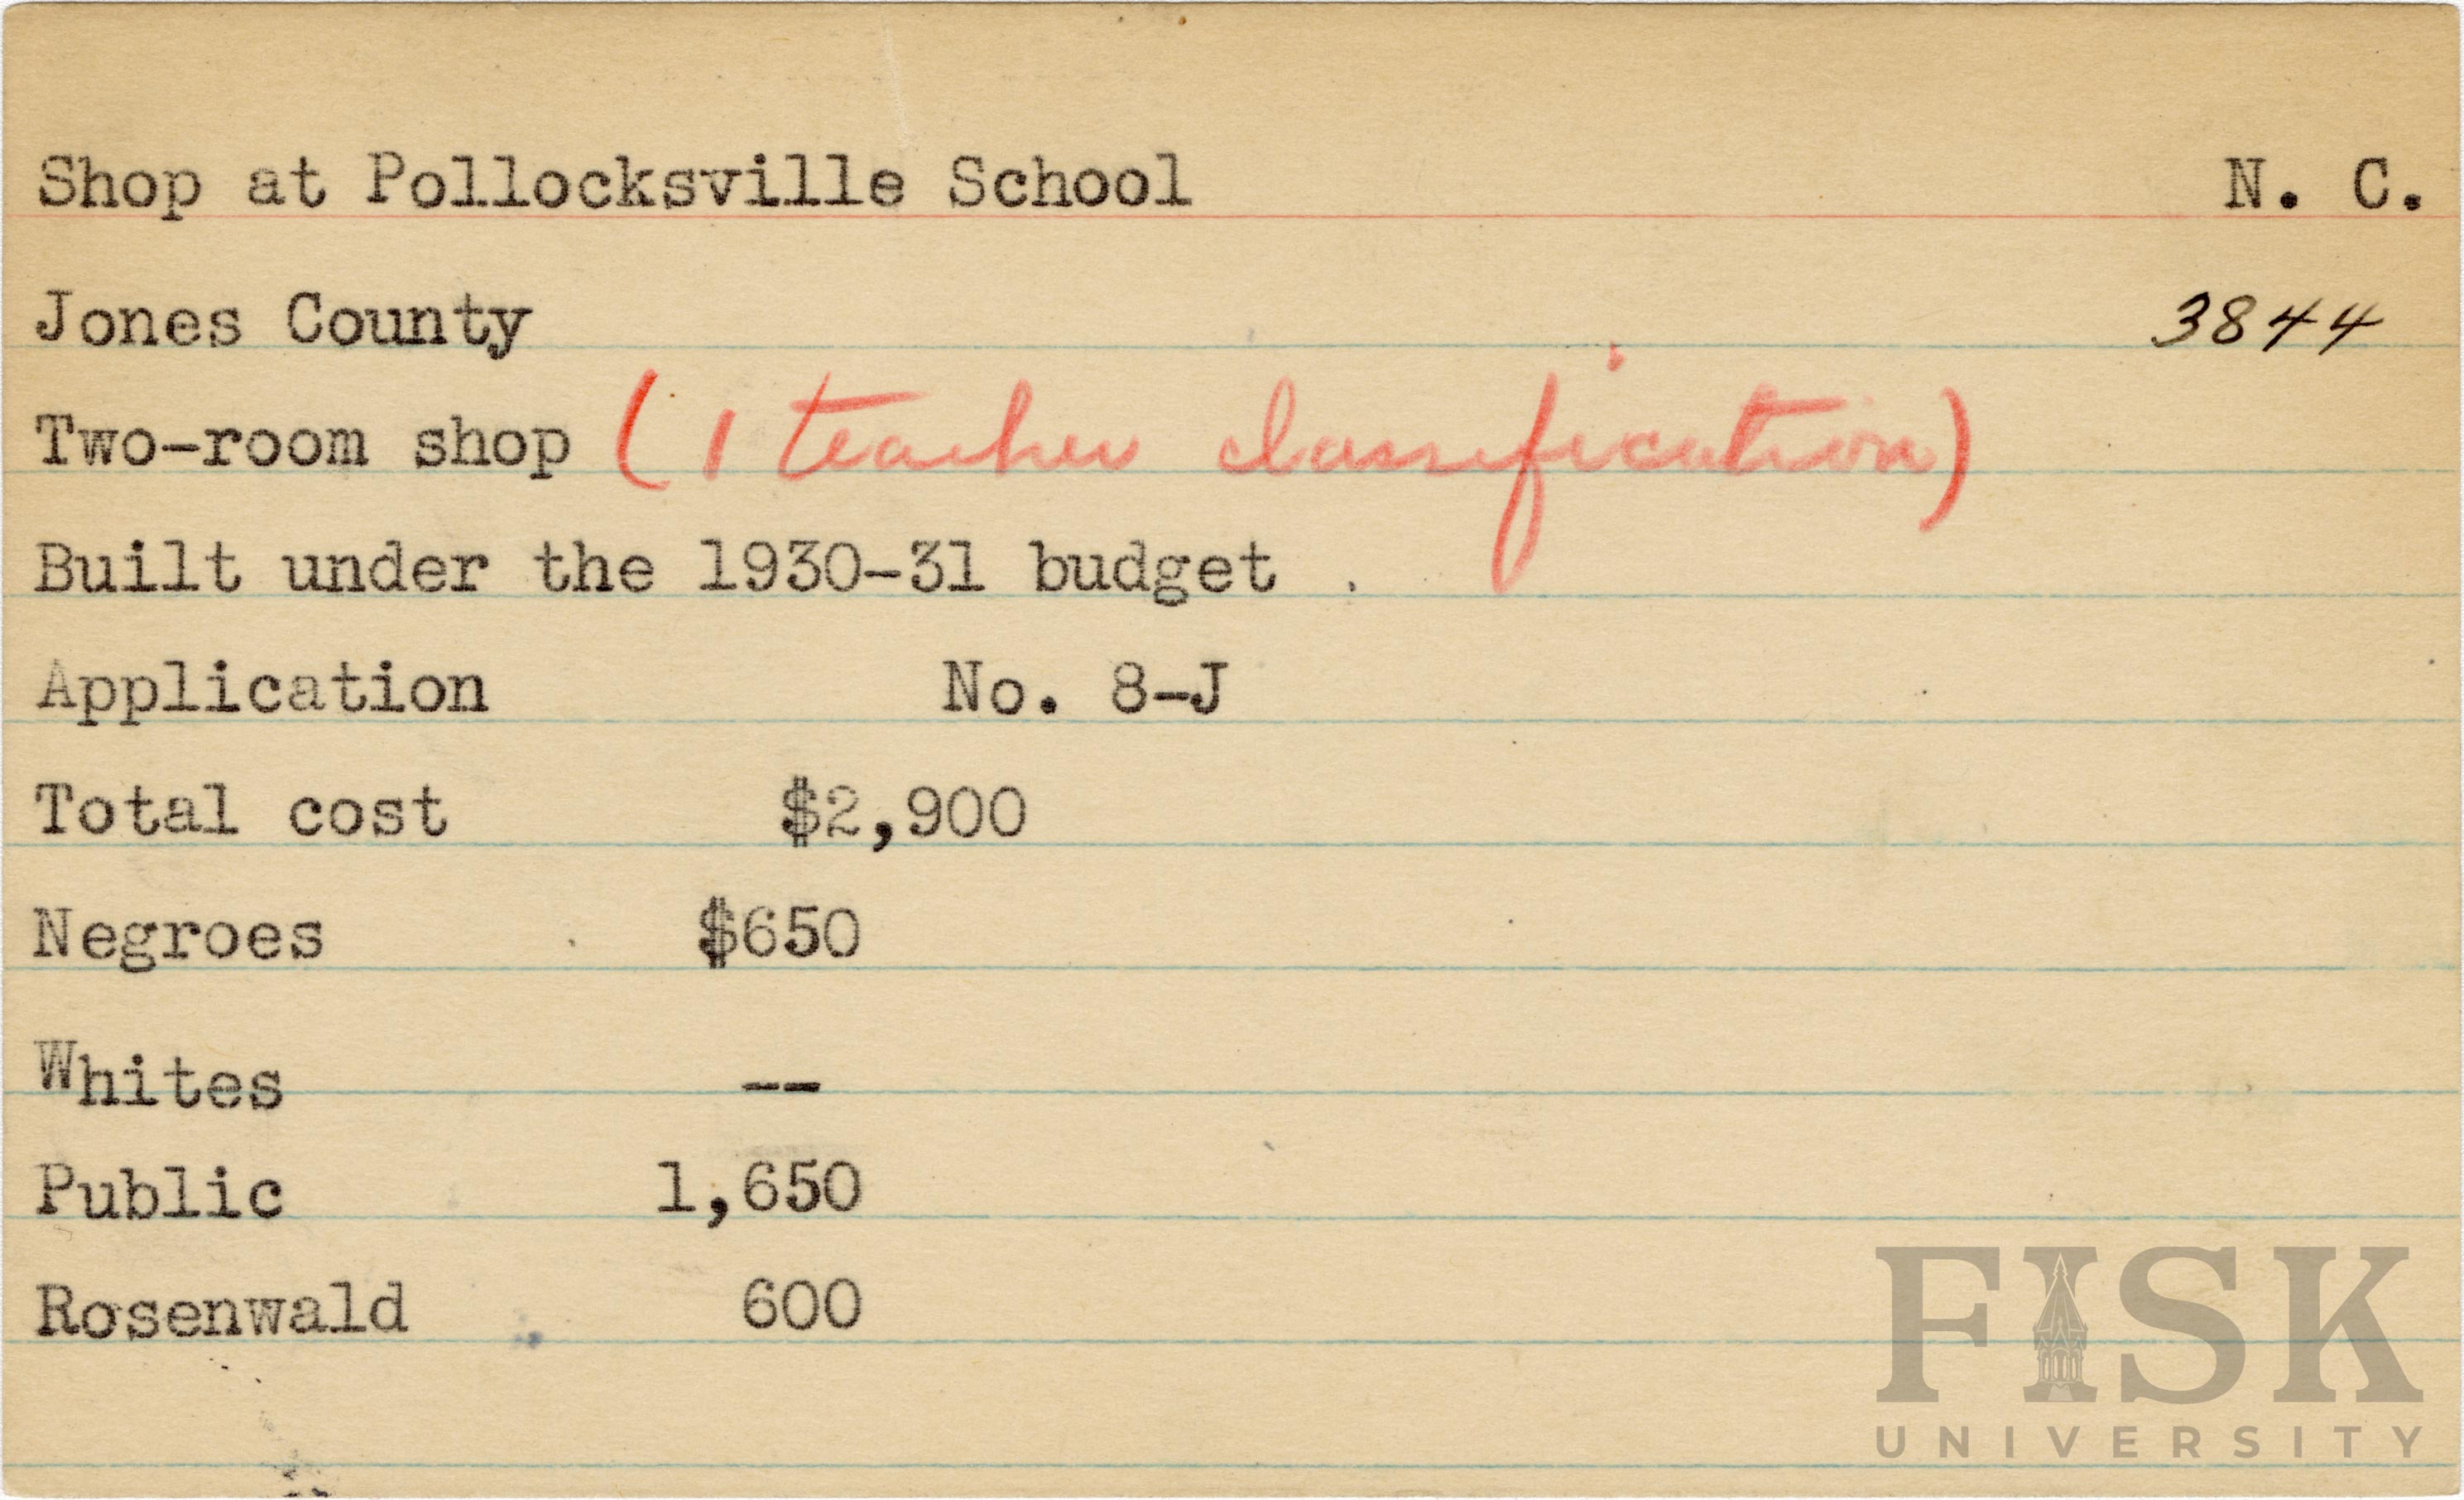 Shop at Pollocksville School N. C.
Jones County 3844
Two-room shop (1 teacher classification)
Built under the 1930-31 budget .
Application No. 8-J
Total cost $2,900
Negroes $650
Whites --
Public 1,650
Rosenwald 600
FISK
UNIVERSITY